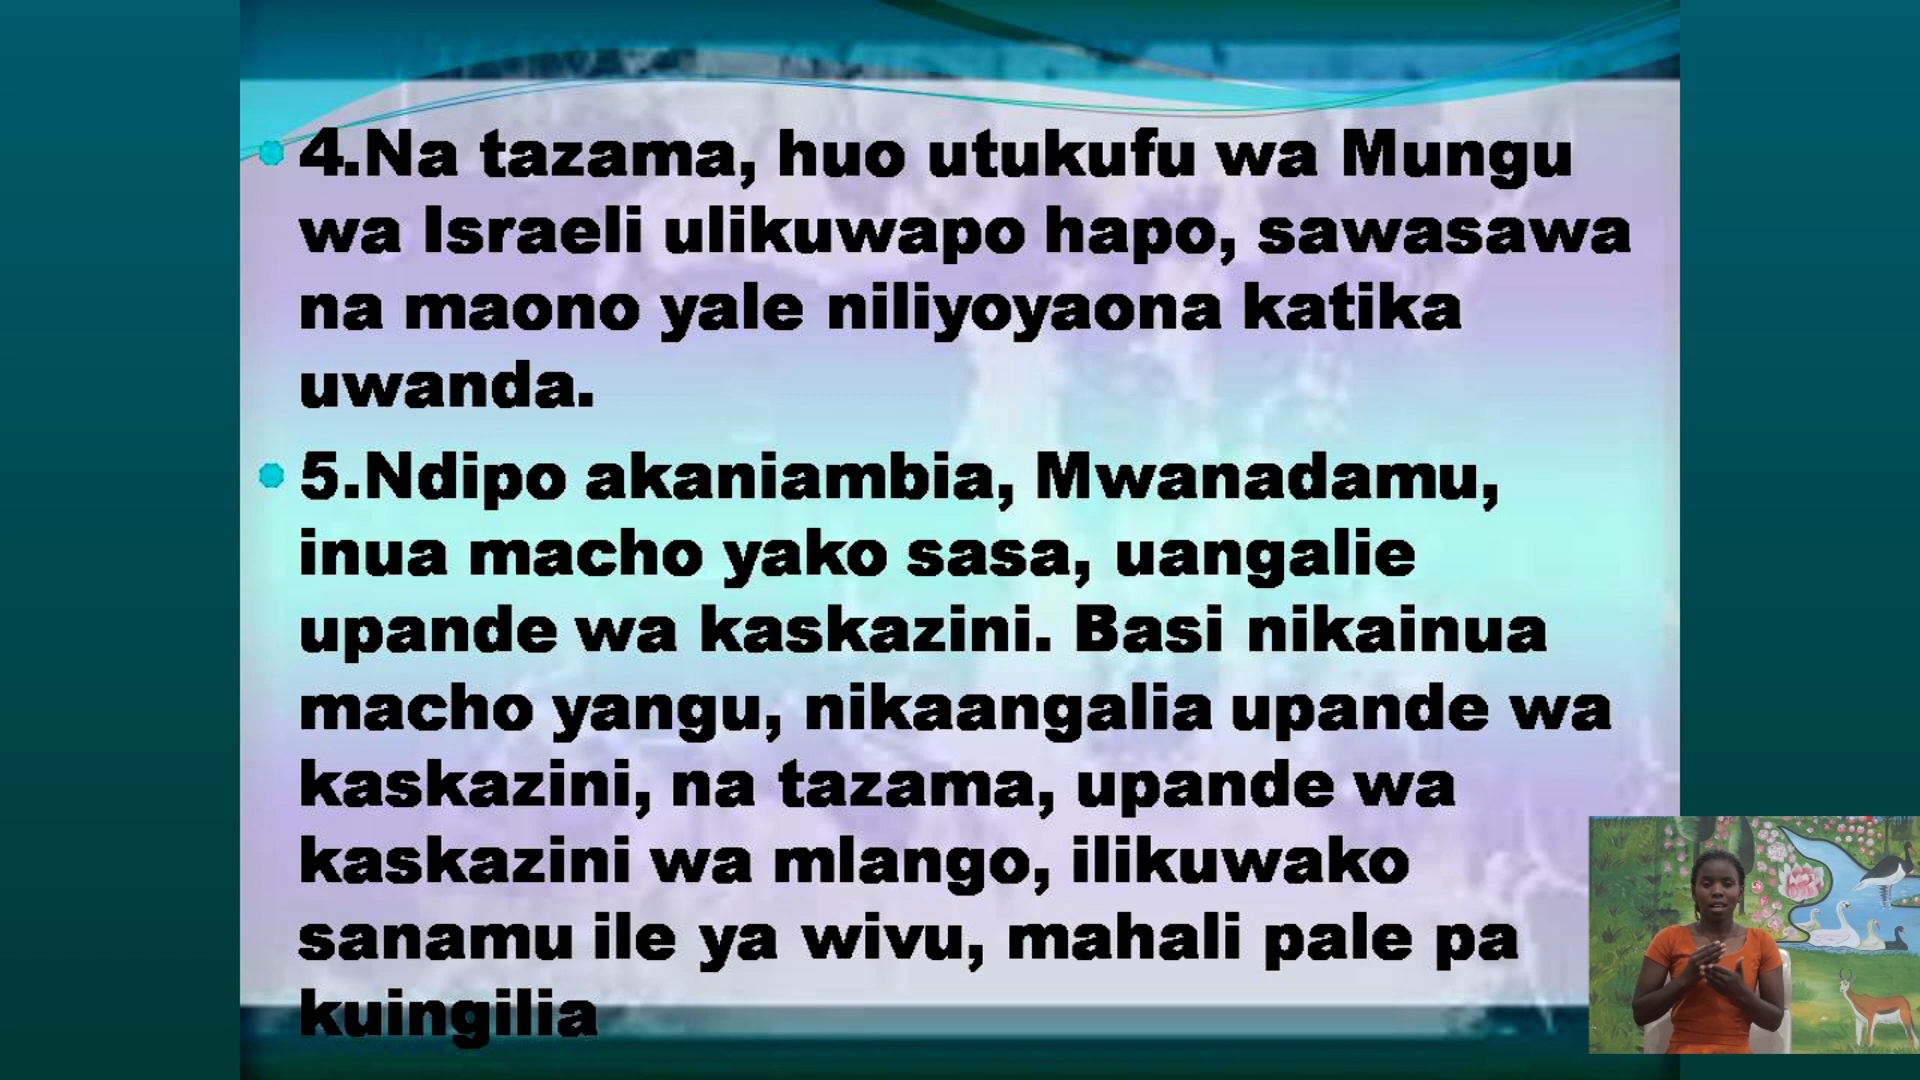 4.Na tazama, huo utukufu wa Mungu
wa Israeli ulikuwapo hapo, sawasawa
na maono yale niliyoyaona katika
uwanda.
5.Ndipo akaniambia, Mwanadamu,
inua macho yako sasa, uangalie
upande wa kaskazini. Basi nikainua
macho yangu, nikaangalia upande wa
kaskazini, na tazama, upande wa
kaskazini wa mlango, ilikuwako
sanamu ile ya wivu, mahali pale pa
kuingilia